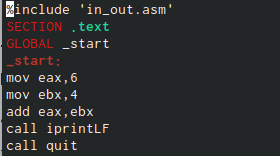 %include 'in_out.asm'
SECTION .text
GLOBAL _start
_start:
mov eax,6
mov ebx,4
add eax,ebx
call iprintLF
call quit